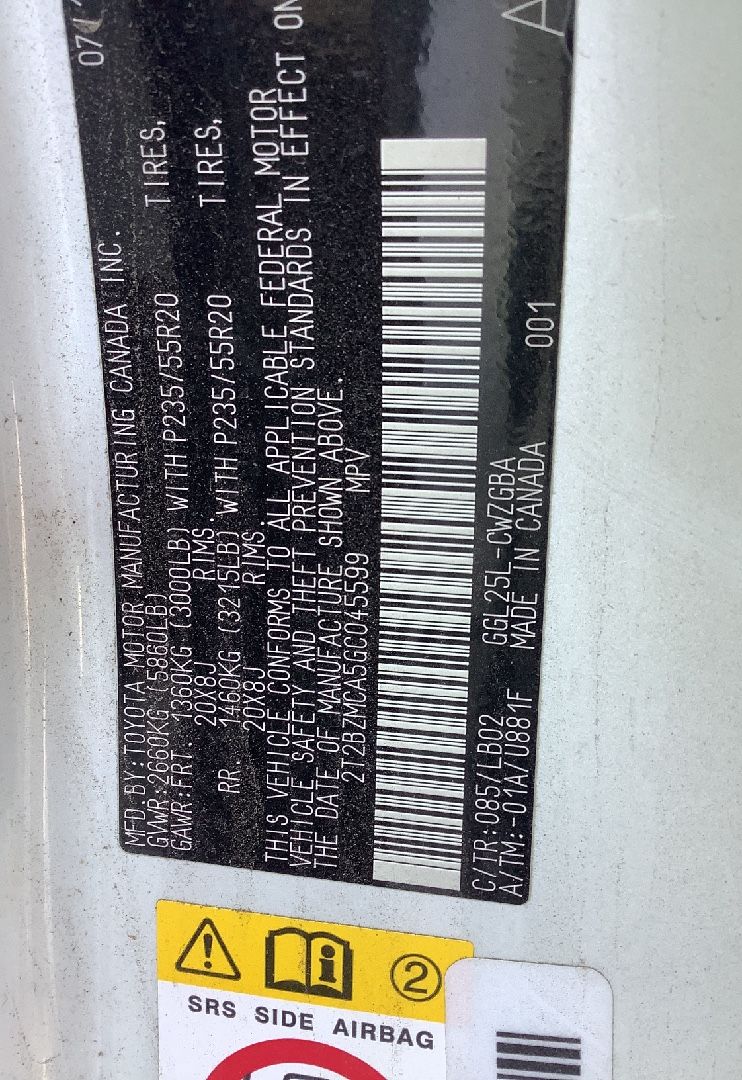 07/
MFD BY:TOYOTA MOTOR MANUFACTURING CANADA INC.
GVWR:2660KG (5860LB)
GAWR:FRT. 1360KG (3000LB) WITH P235/55R20 TIRES,
20X8J RIMS.
RR 1460KG (3215LB) WITH P235/55R20 TIRES,
20X8J RIMS.
THIS VEHICLE CONFORMS TO ALL APPLICABLE FEDERAL MOTOR
VEHICLE SAFETY AND THEFT PREVENTION STANDARDS IN EFFECT ON
THE DATE OF MANUFACTURE SHOWN ABOVE.
2T2BZMCA5GC045599 MPV
C/TR:085/LB02 GGL25L-CWZGBA 001
A/TM:-01A/U881F MADE IN CANADA
2
SRS SIDE AIRBAG